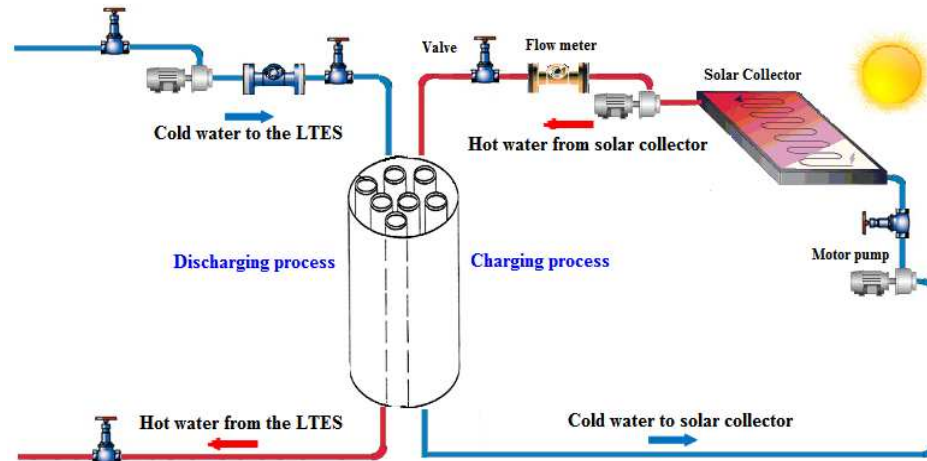 Valve
Flow meter
Solar Collector
Cold water to the LTES
Hot water from solar collector
Discharging process
Charging process
Motor pump
Hot water from the LTES
Cold water to solar collector